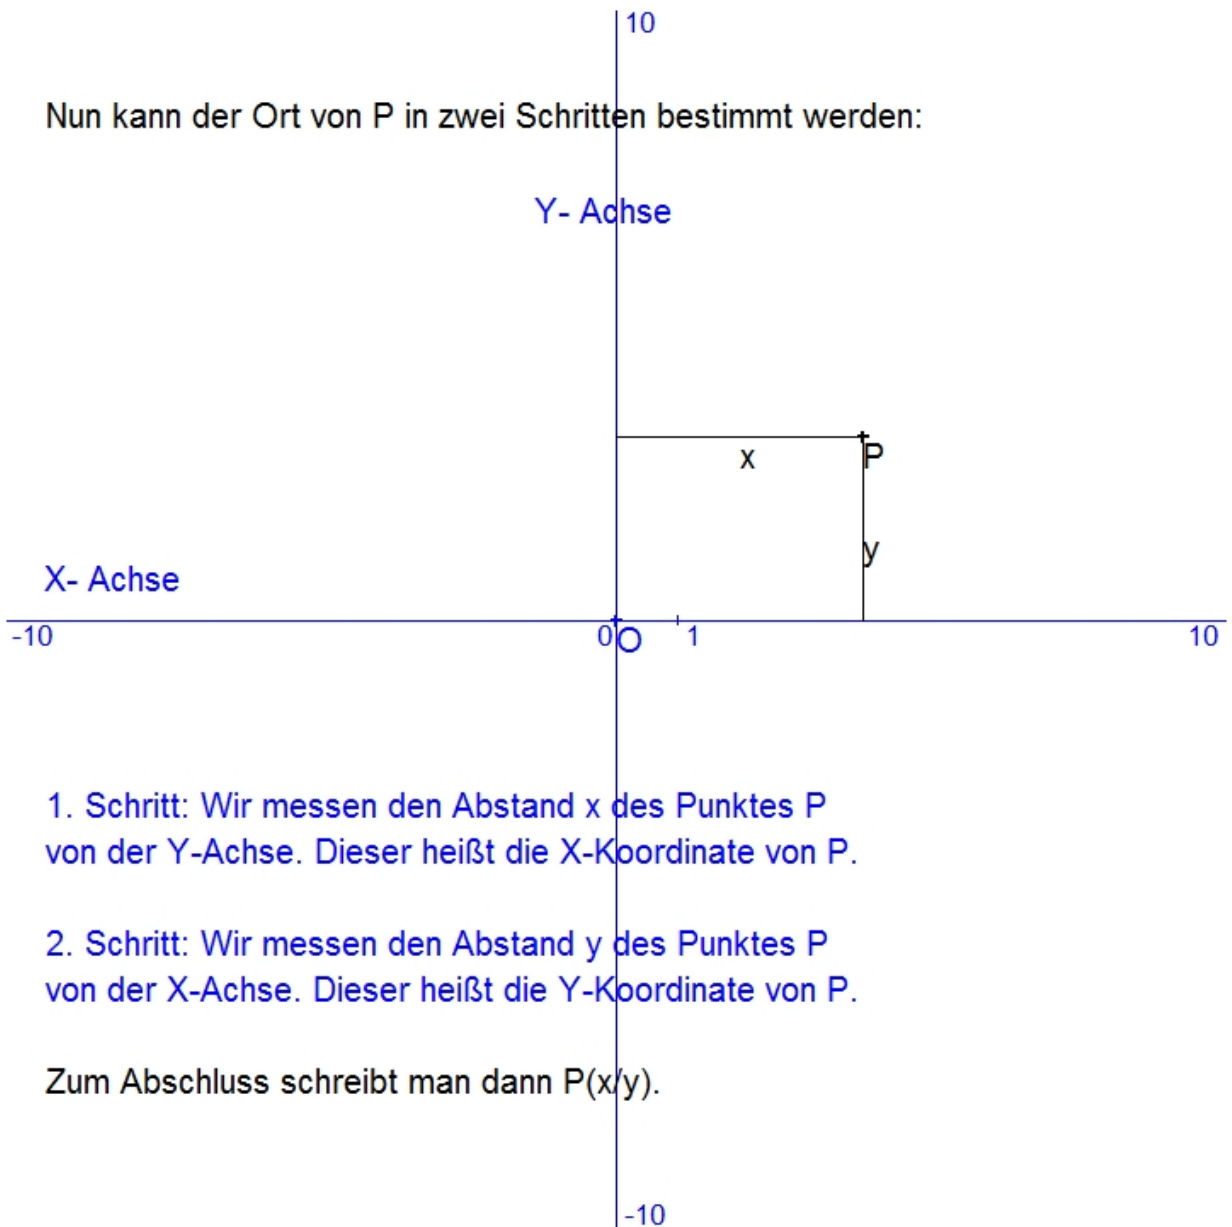 10
Nun kann der Ort von P in zwei Schritten bestimmt werden:
Y- Achse
x
P
y
X- Achse
-10
0
O
1
10
1. Schritt: Wir messen den Abstand x des Punktes P
von der Y-Achse. Dieser heißt die X-Koordinate von P.
2. Schritt: Wir messen den Abstand y des Punktes P
von der X-Achse. Dieser heißt die Y-Koordinate von P.
Zum Abschluss schreibt man dann P(x/y).
-10